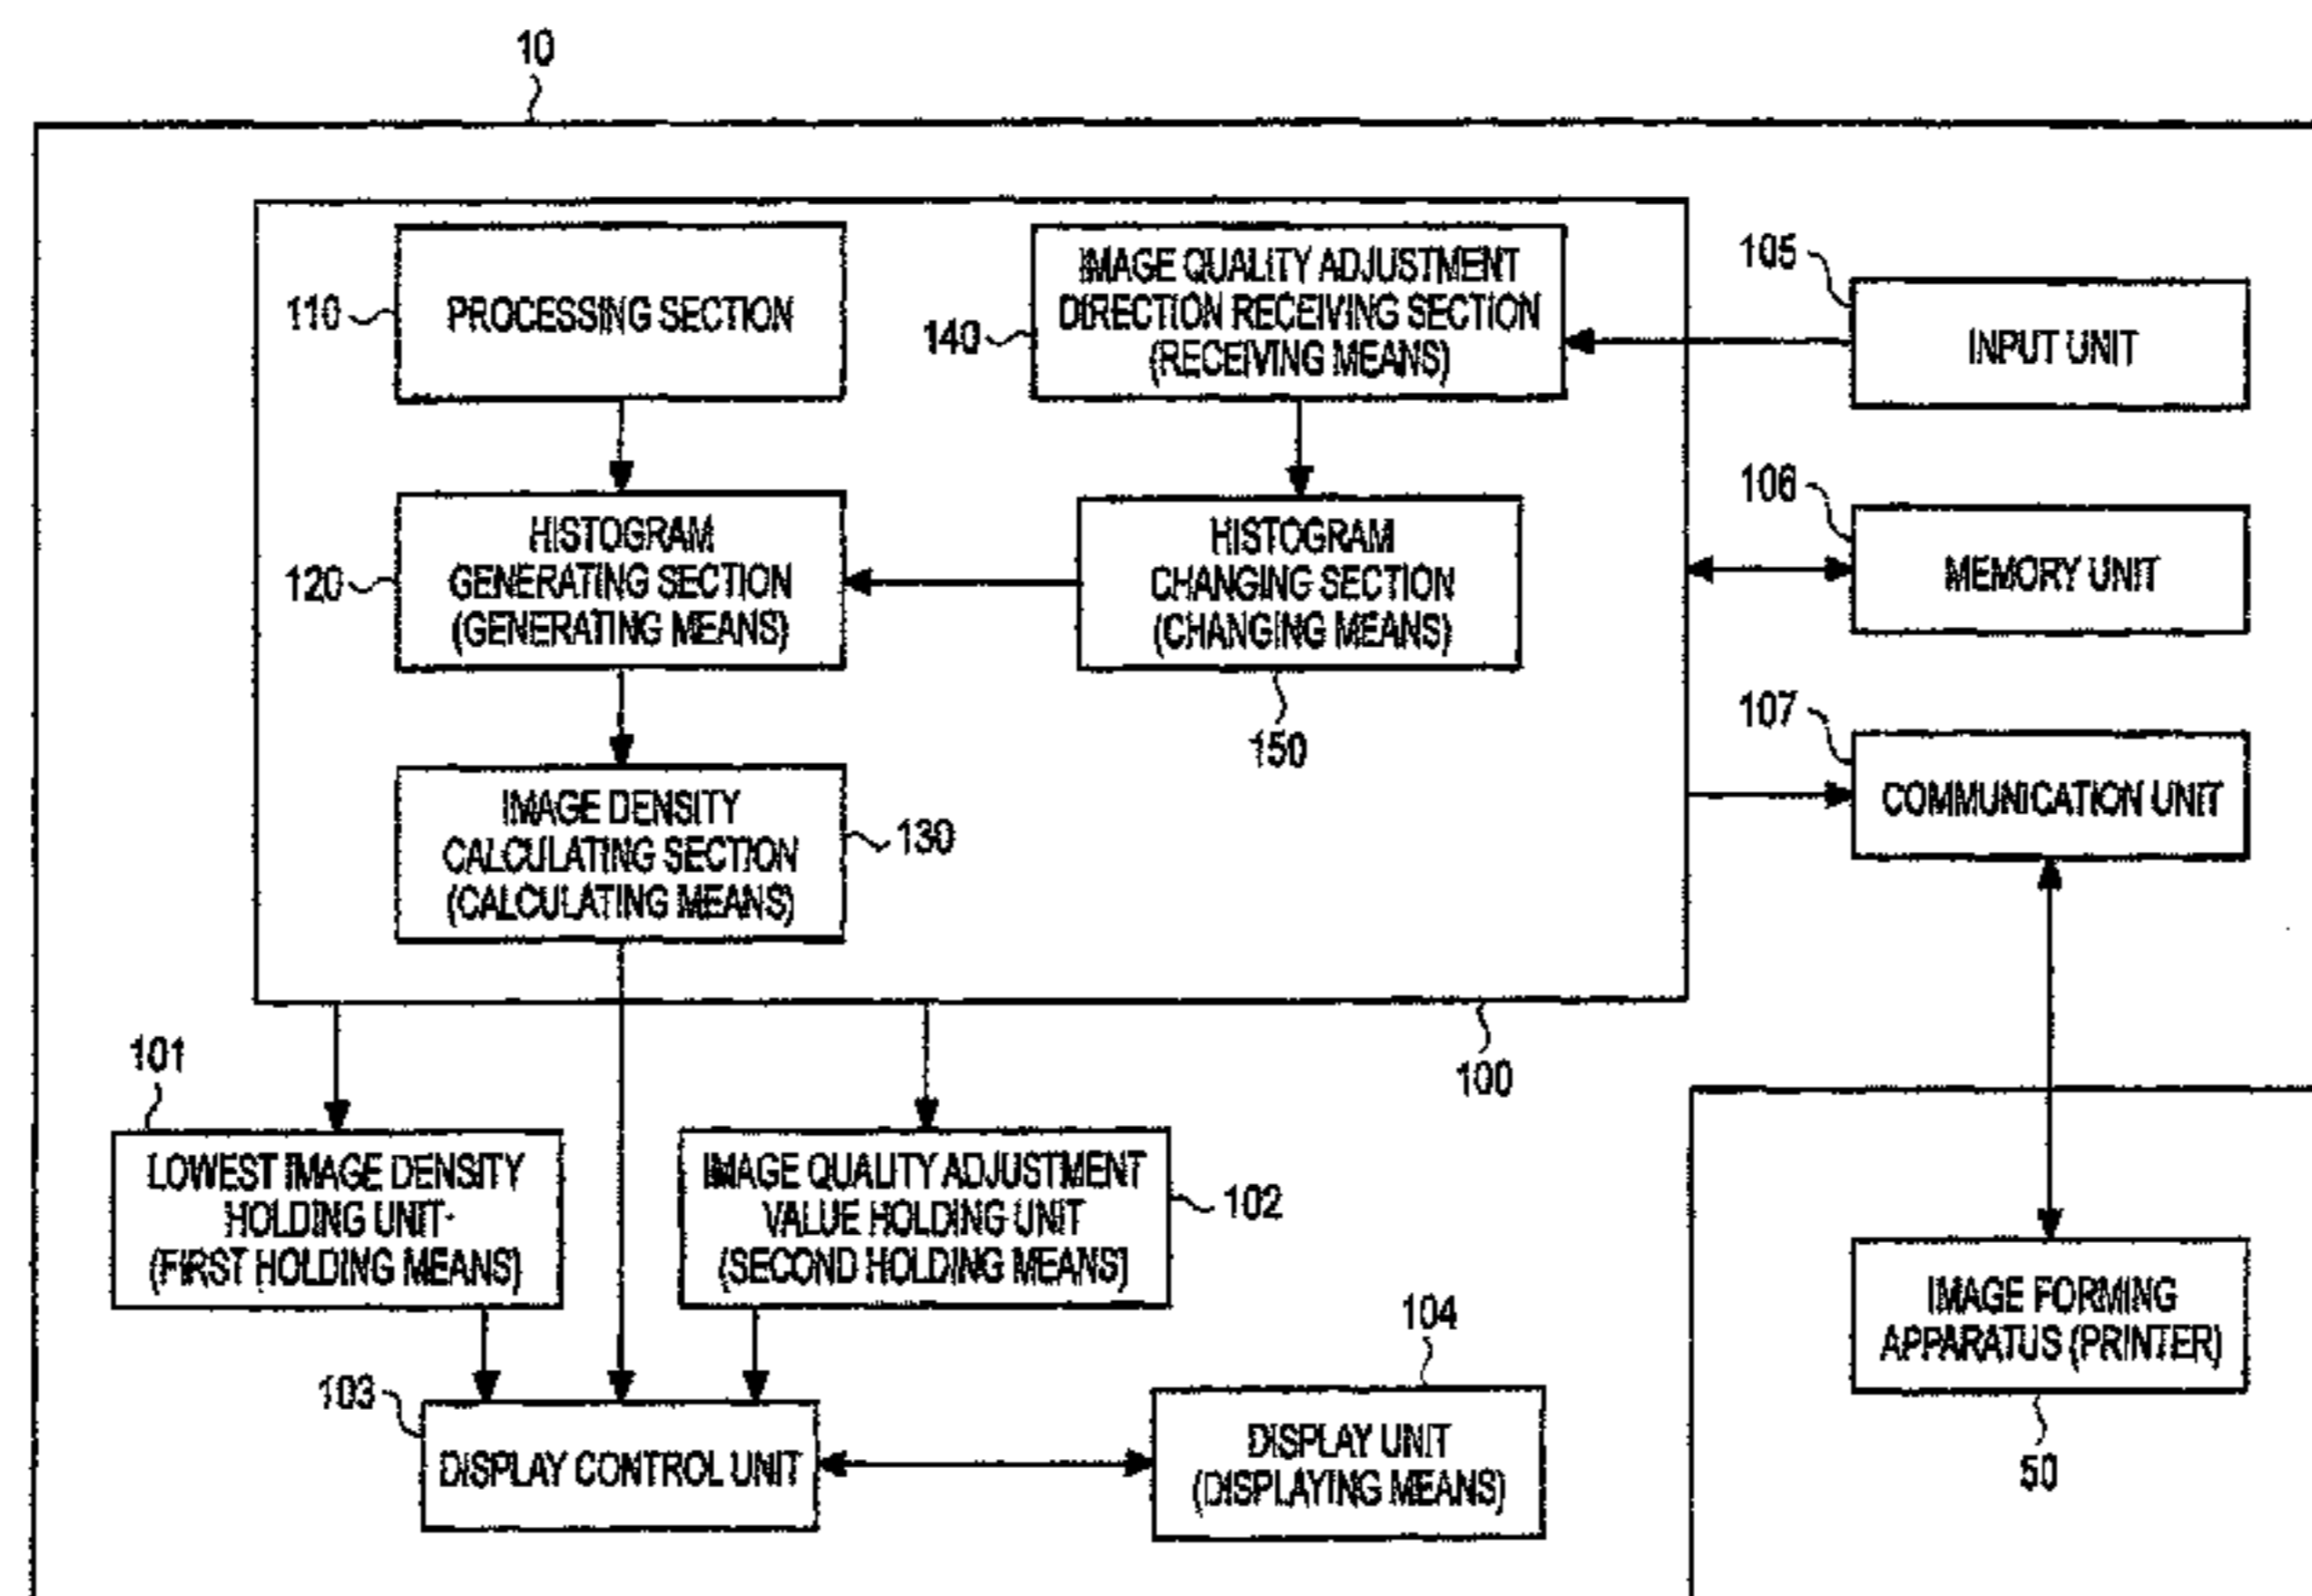 10
110
PROCESSING SECTION
140
IMAGE QUALITY ADJUSTMENT
DIRECTION RECEIVING SECTION
(RECEIVING MEANS)
105
INPUT UNIT
120
HISTOGRAM
GENERATING SECTION
(GENERATING MEANS)
HISTOGRAM
CHANGING SECTION
(CHANGING MEANS)
150
106
MEMORY UNIT
IMAGE DENSITY
CALCULATING SECTION
(CALCULATING MEANS)
130
107
COMMUNICATION UNIT
100
101
LOWEST IMAGE DENSITY
HOLDING UNIT
(FIRST HOLDING MEANS)
IMAGE QUALITY ADJUSTMENT
VALUE HOLDING UNIT
(SECOND HOLDING MEANS)
102
103
DISPLAY CONTROL UNIT
104
DISPLAY UNIT
(DISPLAYING MEANS)
IMAGE FORMING
APPARATUS (PRINTER)
50